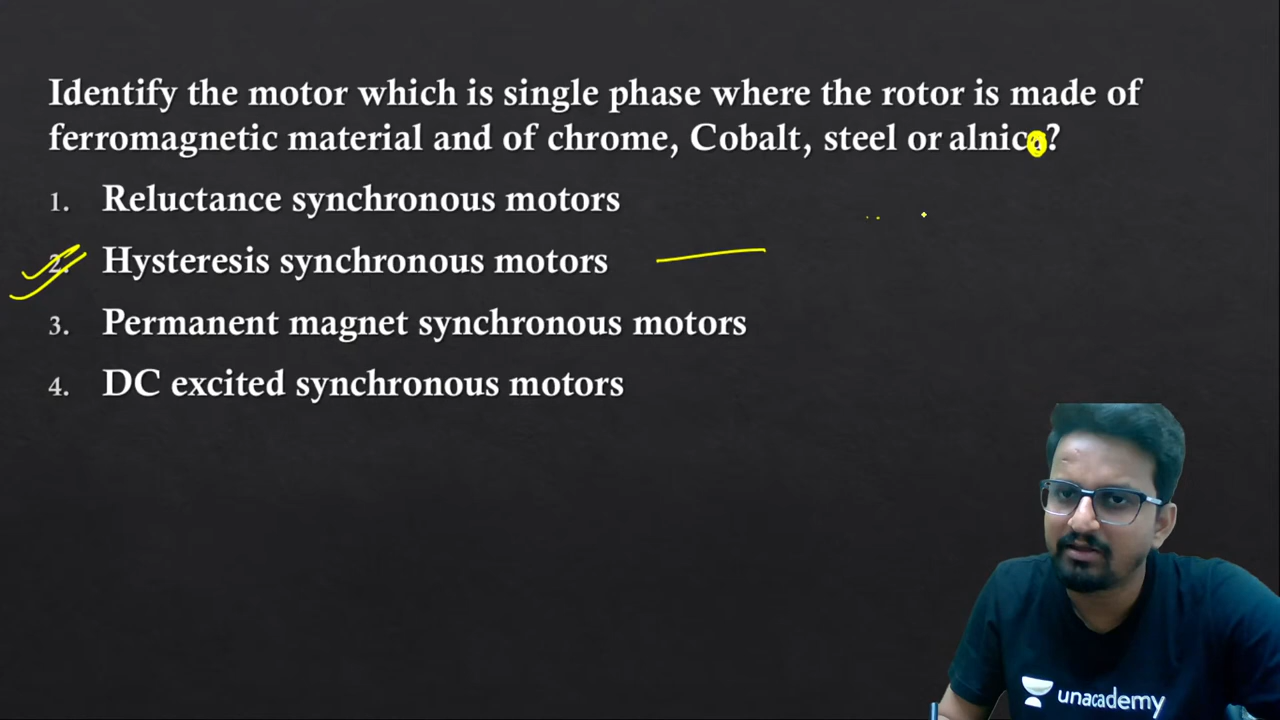 Identify the motor which is single phase where the rotor is made of
ferromagnetic material and of chrome, Cobalt, steel or alnico?
1. Reluctance synchronous motors
2. Hysteresis synchronous motors
3. Permanent magnet synchronous motors
4. DC excited synchronous motors
unacademy